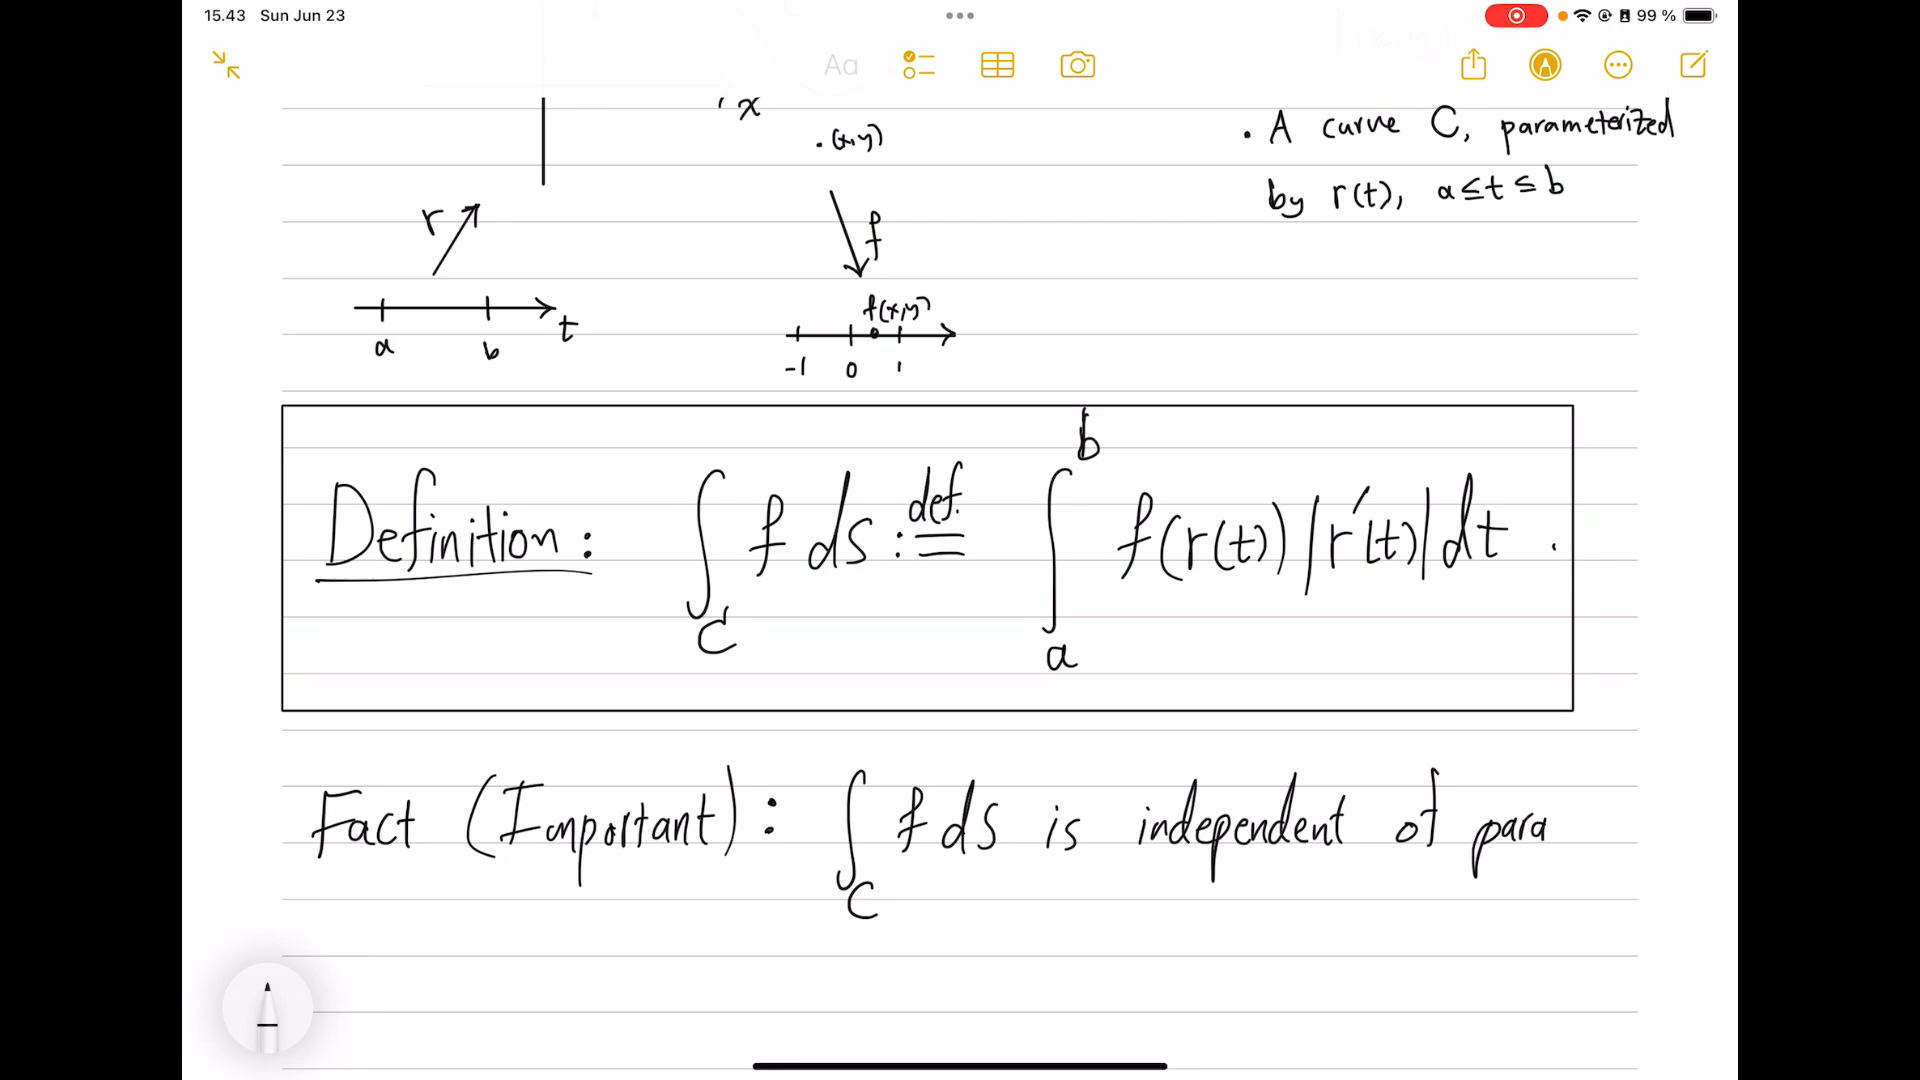 15.43 Sun Jun 23
99 %
Aa
x
.(x,y)
• A curve C, parameterized
by r(t), a≤t≤b
r
f
f(x,y)
a b t
-1 0 1
Definition: ∫_C f ds :≝ ∫_a^b f(r(t))|r'(t)|dt .
Fact (Important): ∫_C f ds is independent of para